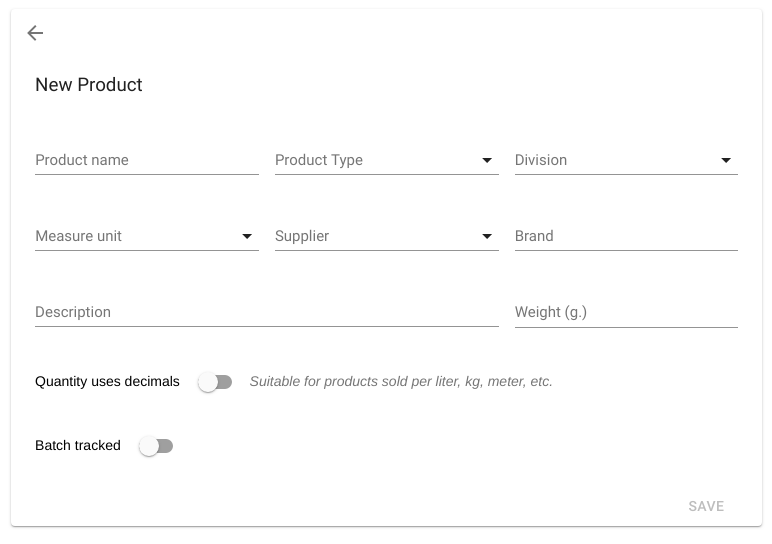 New Product
Product name Product Type Division
Measure unit Supplier Brand
Description Weight (g.)
Quantity uses decimals Suitable for products sold per liter, kg, meter, etc.
Batch tracked
SAVE